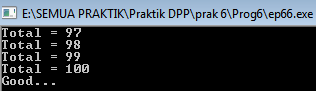 E:\SEMUA PRAKTIK\Praktik DPP\prak 6\Prog6\ep66.exe
Total = 97
Total = 98
Total = 99
Total = 100
Good...